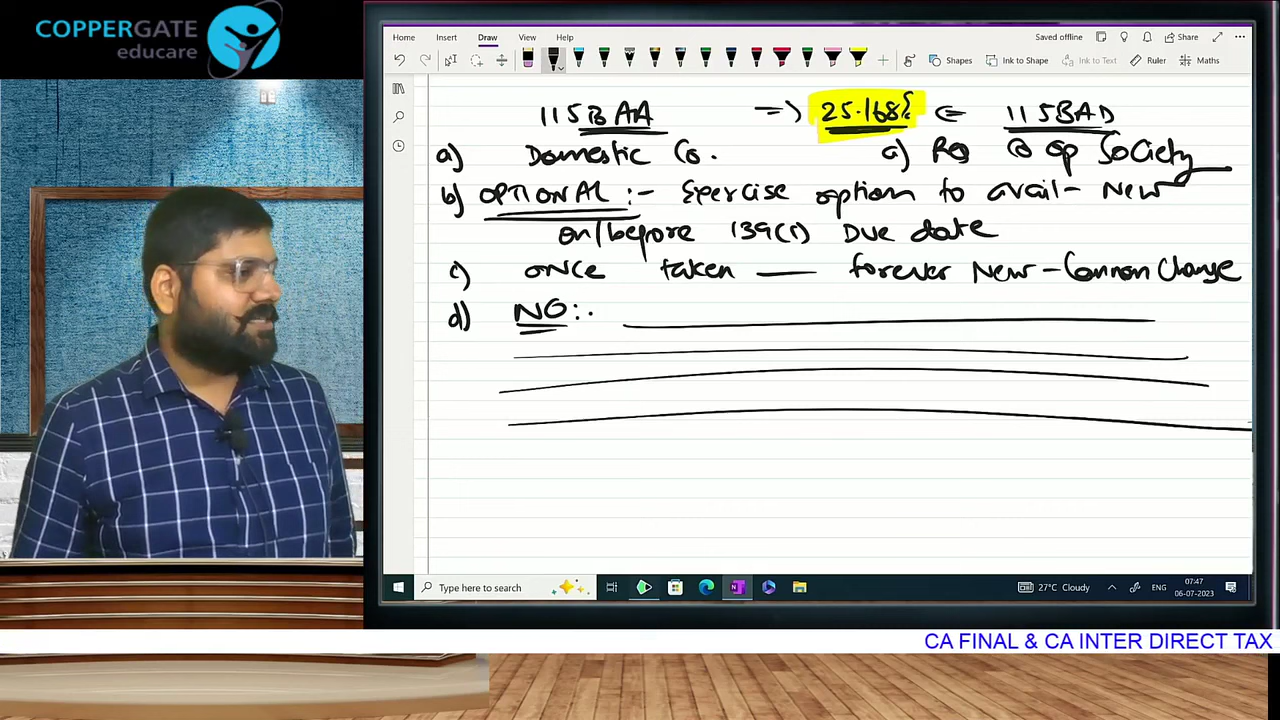 COPPERGATE
educare
Home Insert Draw View Help
Saved offline Share
Shapes Ink to Shape Ink to Text Ruler Maths
115BAA => 25.168% <= 115BAD
a) Domestic Co. a) RO Co op Society
b) OPTIONAL :- Exercise option to avail - New
on/before 139(1) Due date
c) once taken — forever New - Cannon Change
d) NO:.
Type here to search
27°C Cloudy ENG 07:47
06-07-2023
CA FINAL & CA INTER DIRECT TAX